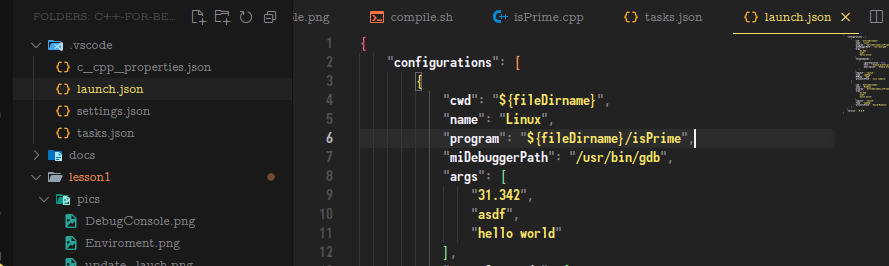 FOLDERS: C++-FOR-BE...
.vscode
c_cpp_properties.json
launch.json
settings.json
tasks.json
docs
lesson1
pics
DebugConsole.png
Enviroment.png
update_lauch.png
ole.png
compile.sh
isPrime.cpp
tasks.json
launch.json
1 {
2 "configurations": [
3 {
4 "cwd": "${fileDirname}",
5 "name": "Linux",
6 "program": "${fileDirname}/isPrime",
7 "miDebuggerPath": "/usr/bin/gdb",
8 "args": [
9 "31.342",
10 "asdf",
11 "hello world"
12 ],